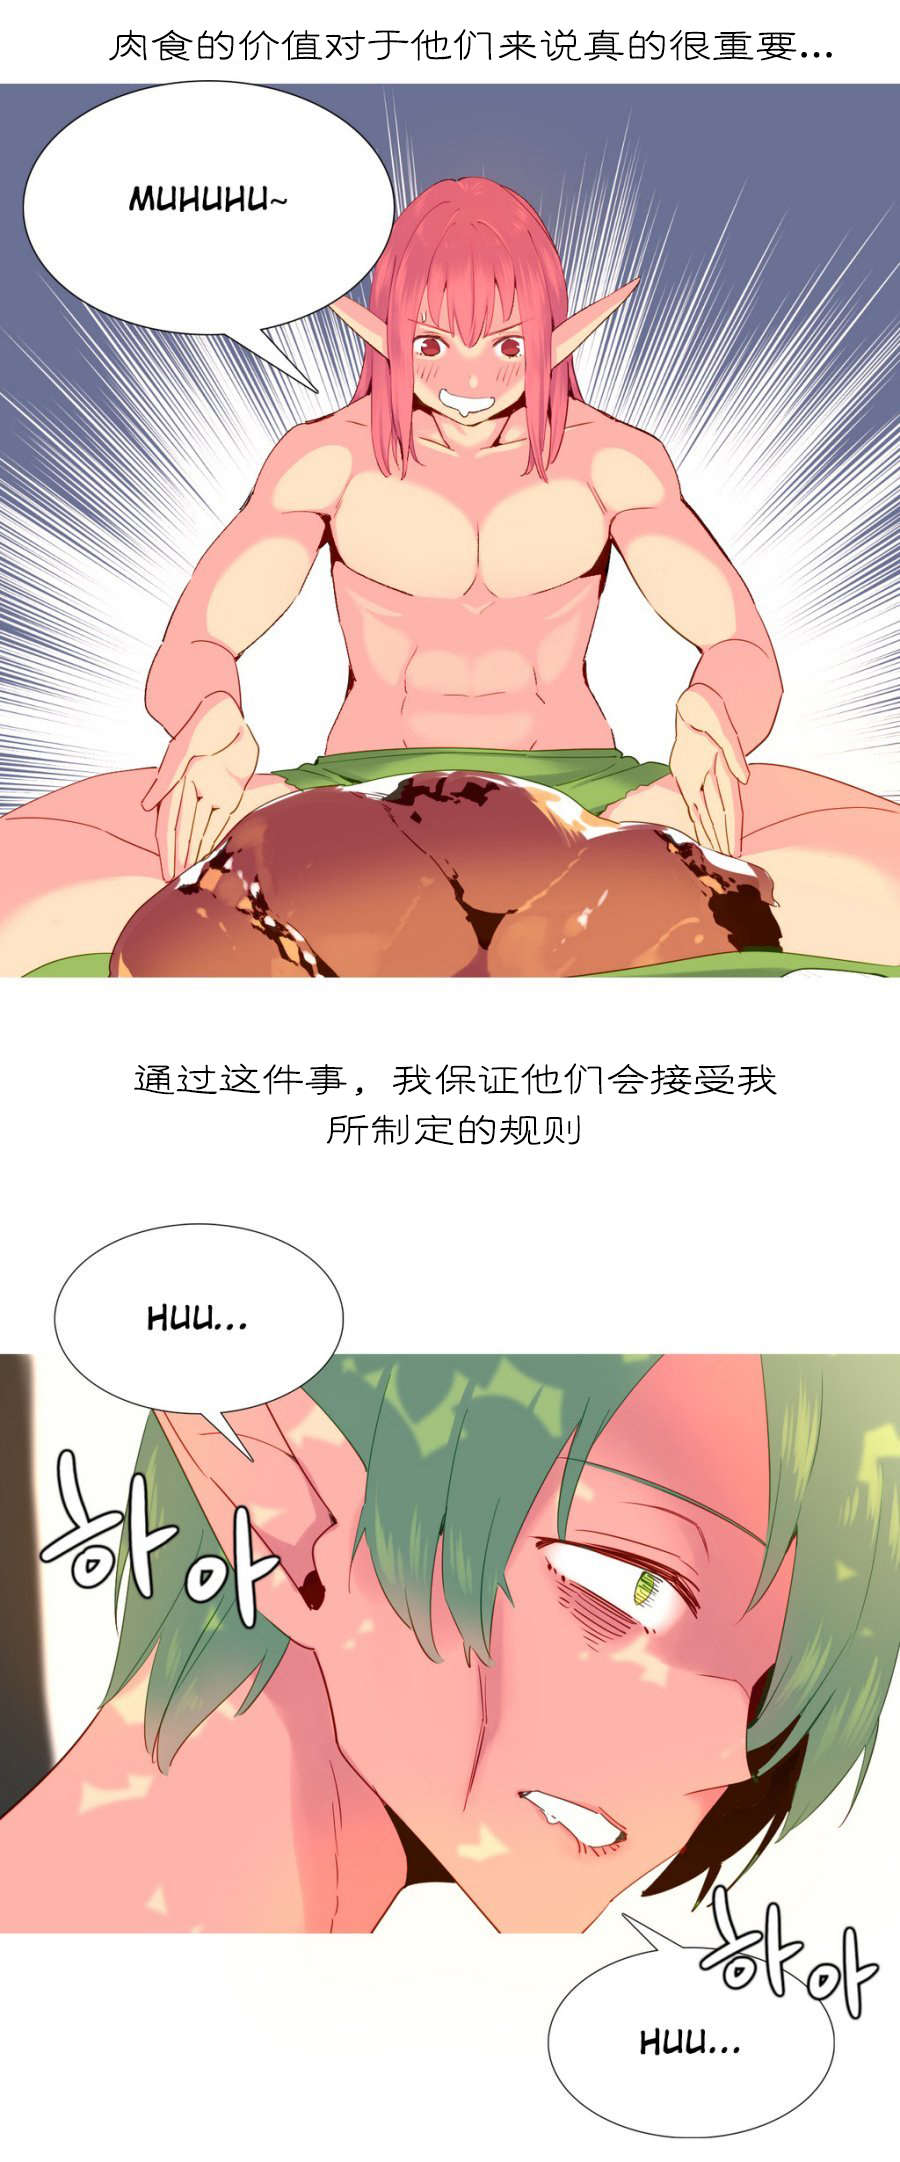 肉食的价值对于他们来说真的很重要...
MUHUHU~
通过这件事，我保证他们会接受我
所制定的规则
HUU...
하아
하아
HUU...